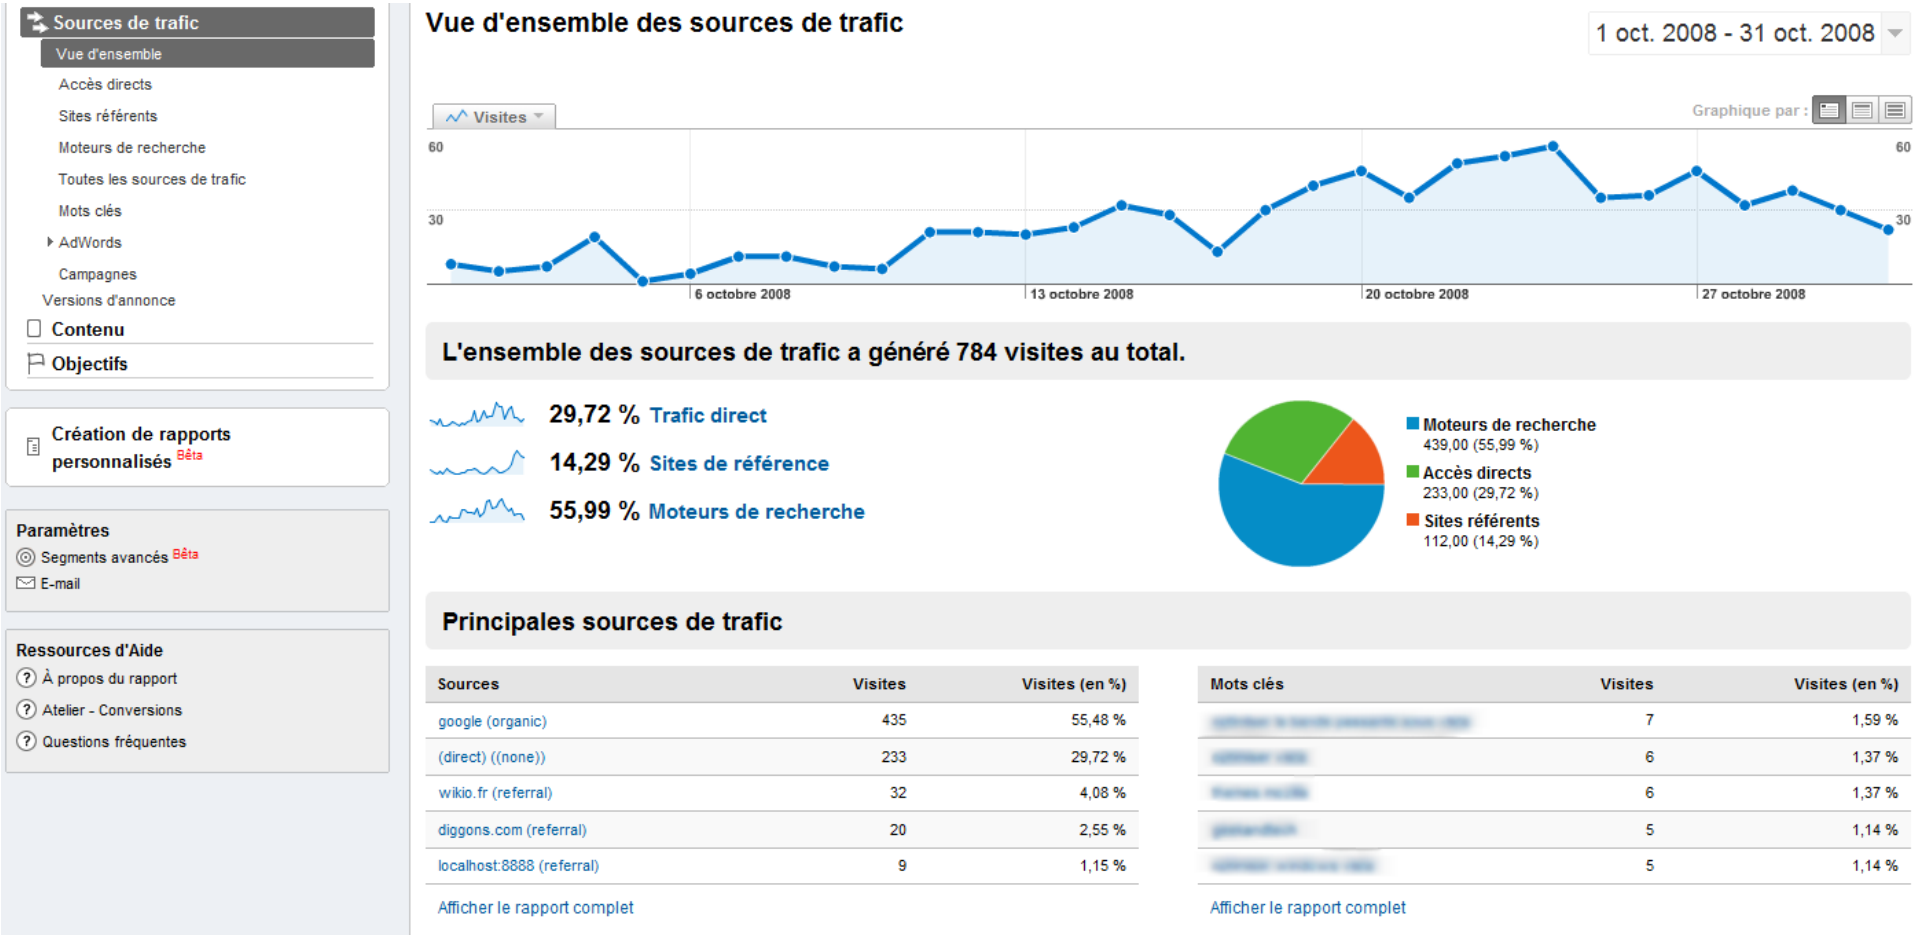 Sources de trafic
Vue d'ensemble
Accès directs
Sites référents
Moteurs de recherche
Toutes les sources de trafic
Mots clés
AdWords
Campagnes
Versions d'annonce
Contenu
Objectifs
Création de rapports
personnalisés Bêta
Paramètres
Segments avancés Bêta
E-mail
Ressources d'Aide
À propos du rapport
Atelier - Conversions
Questions fréquentes
Vue d'ensemble des sources de trafic
1 oct. 2008 - 31 oct. 2008
Visites
Graphique par :
60 60
30 30
6 octobre 2008 13 octobre 2008 20 octobre 2008 27 octobre 2008
L'ensemble des sources de trafic a généré 784 visites au total.
29,72 % Trafic direct
14,29 % Sites de référence
55,99 % Moteurs de recherche
Moteurs de recherche
439,00 (55,99 %)
Accès directs
233,00 (29,72 %)
Sites référents
112,00 (14,29 %)
Principales sources de trafic
Sources Visites Visites (en %)
google (organic) 435 55,48 %
(direct) ((none)) 233 29,72 %
wikio.fr (referral) 32 4,08 %
diggons.com (referral) 20 2,55 %
localhost:8888 (referral) 9 1,15 %
Afficher le rapport complet
Mots clés Visites Visites (en %)
7 1,59 %
6 1,37 %
6 1,37 %
5 1,14 %
5 1,14 %
Afficher le rapport complet